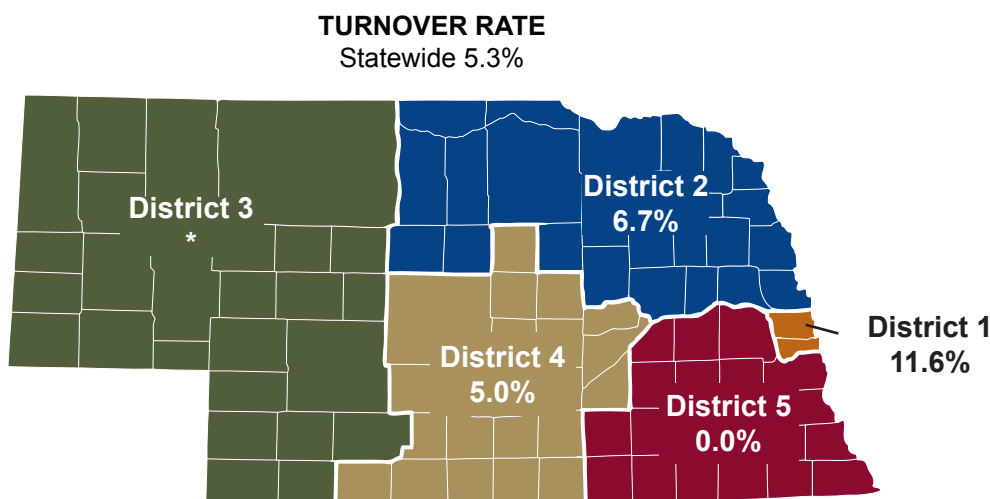 TURNOVER RATE
Statewide 5.3%
District 3
*
District 2
6.7%
District 1
11.6%
District 4
5.0%
District 5
0.0%